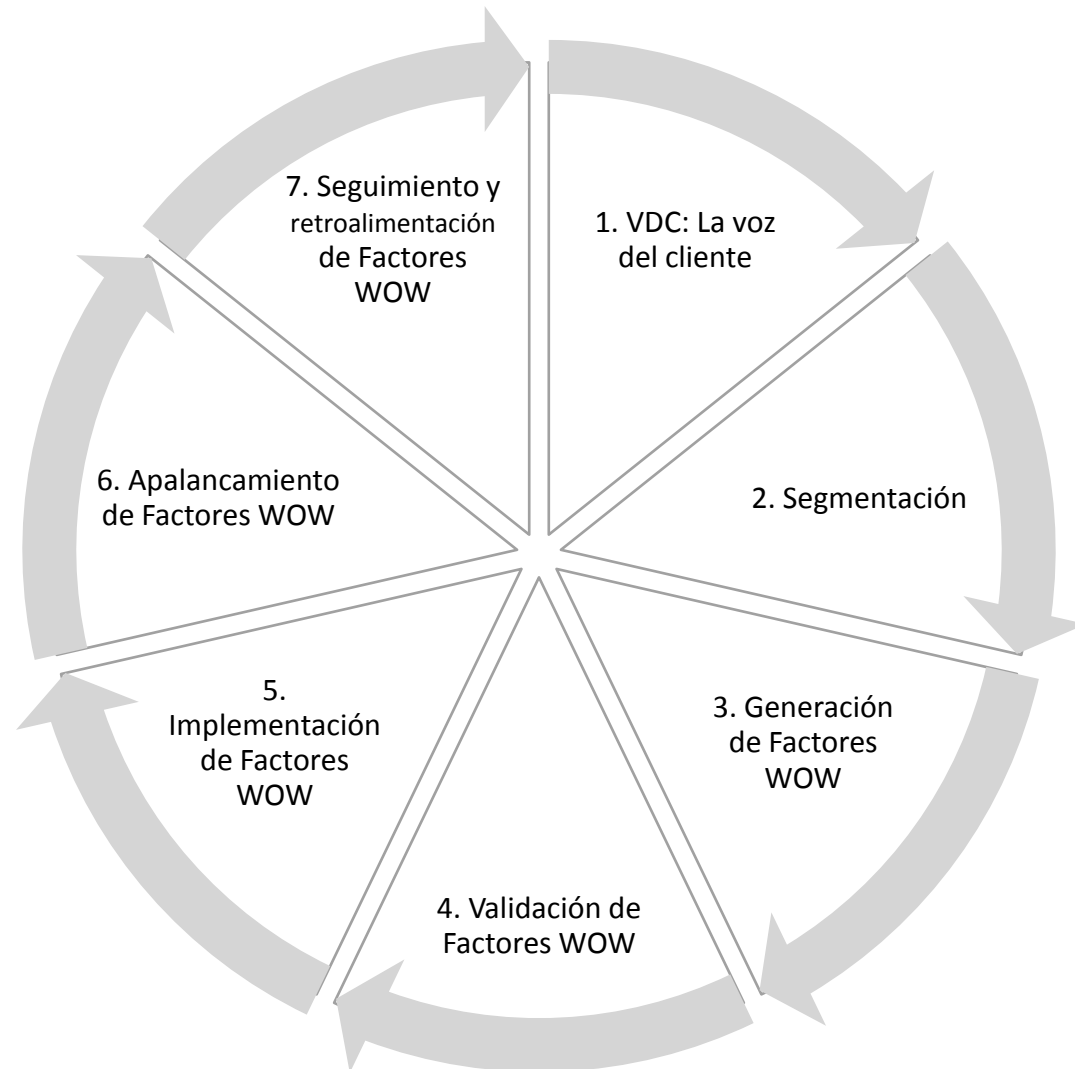 1. VDC: La voz
del cliente
2. Segmentación
3. Generación
de Factores
WOW
4. Validación de
Factores WOW
5.
Implementación
de Factores
WOW
6. Apalancamiento
de Factores WOW
7. Seguimiento y
retroalimentación
de Factores
WOW